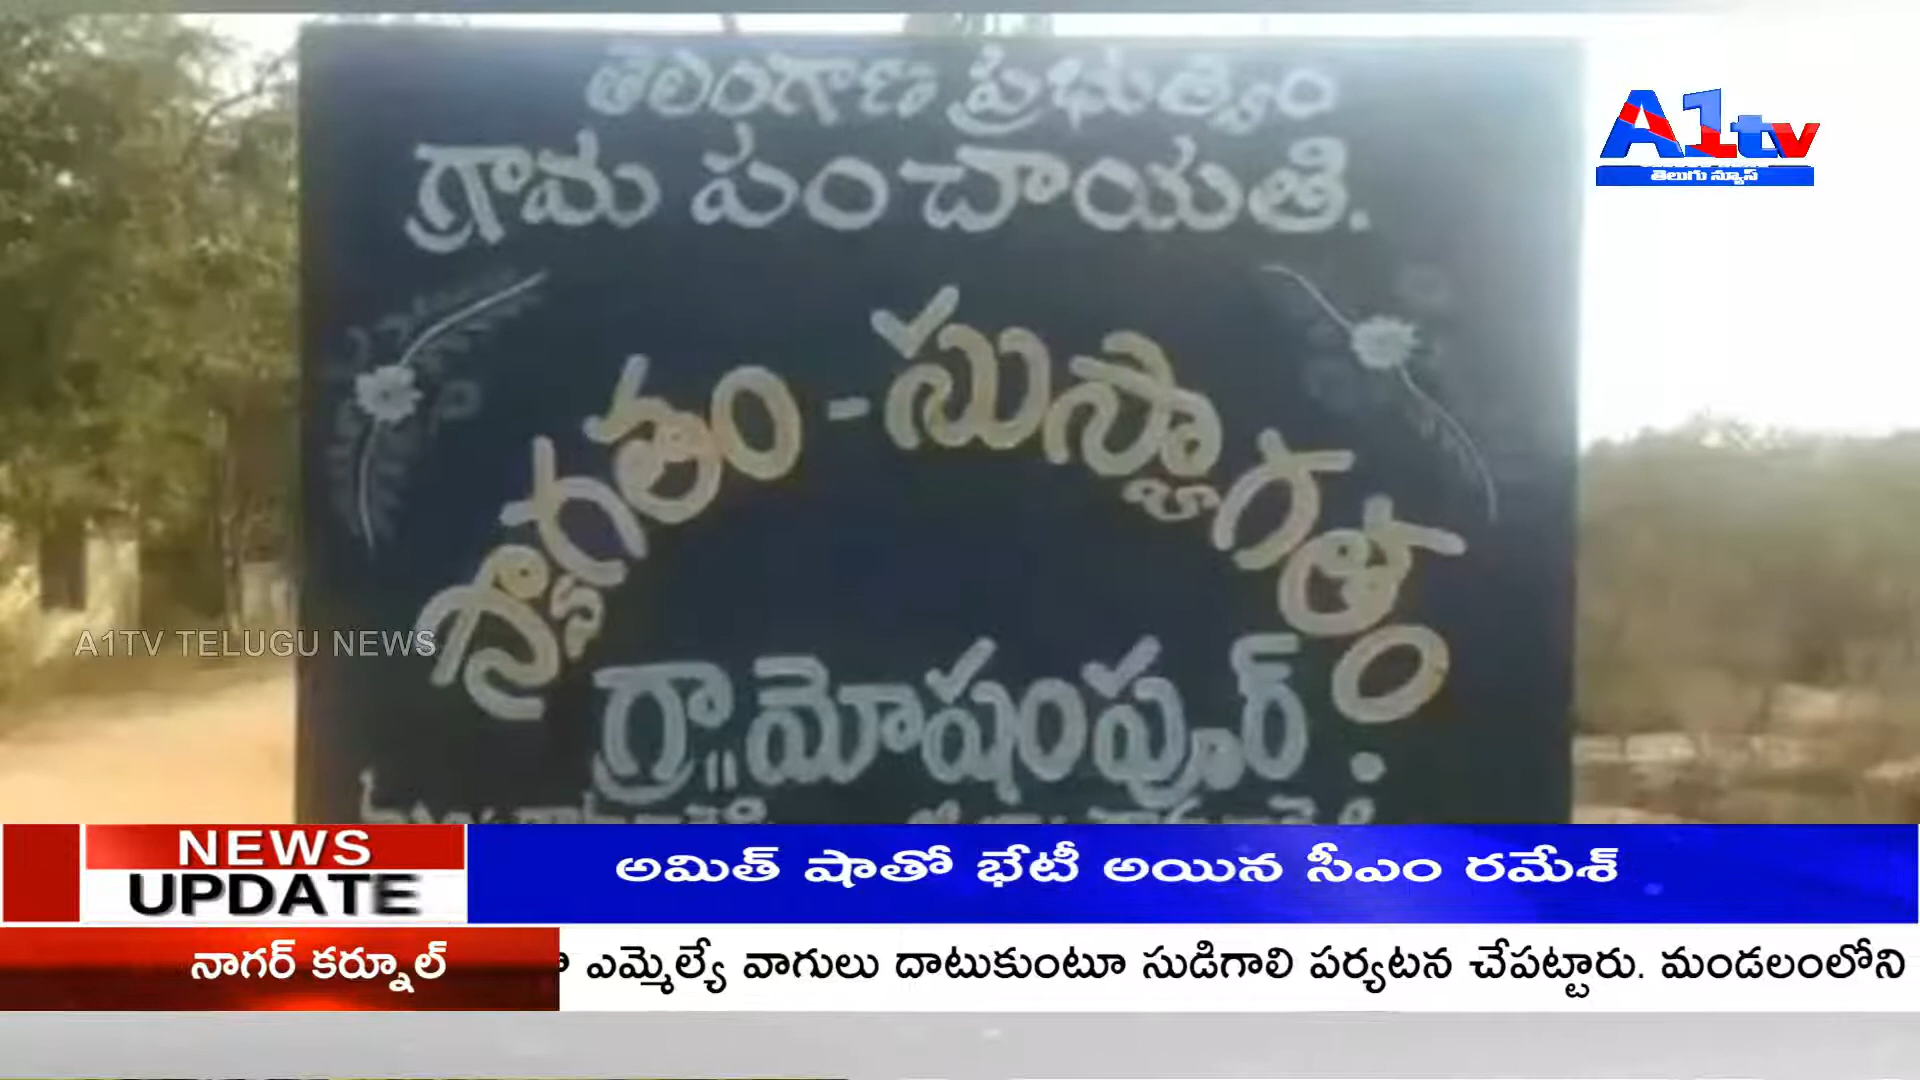 తెలంగాణ ప్రభుత్వం
గ్రామ పంచాయతి.
స్వాగతం - సుస్వాగతం
గ్రా॥ మోషంపూర్.
A1tv
తెలుగు న్యూస్
A1TV TELUGU NEWS
NEWS
UPDATE
అమిత్ షాతో భేటీ అయిన సీఎం రమేశ్
నాగర్ కర్నూల్
ఎమ్మెల్యే వాగులు దాటుకుంటూ సుడిగాలి పర్యటన చేపట్టారు. మండలంలోని